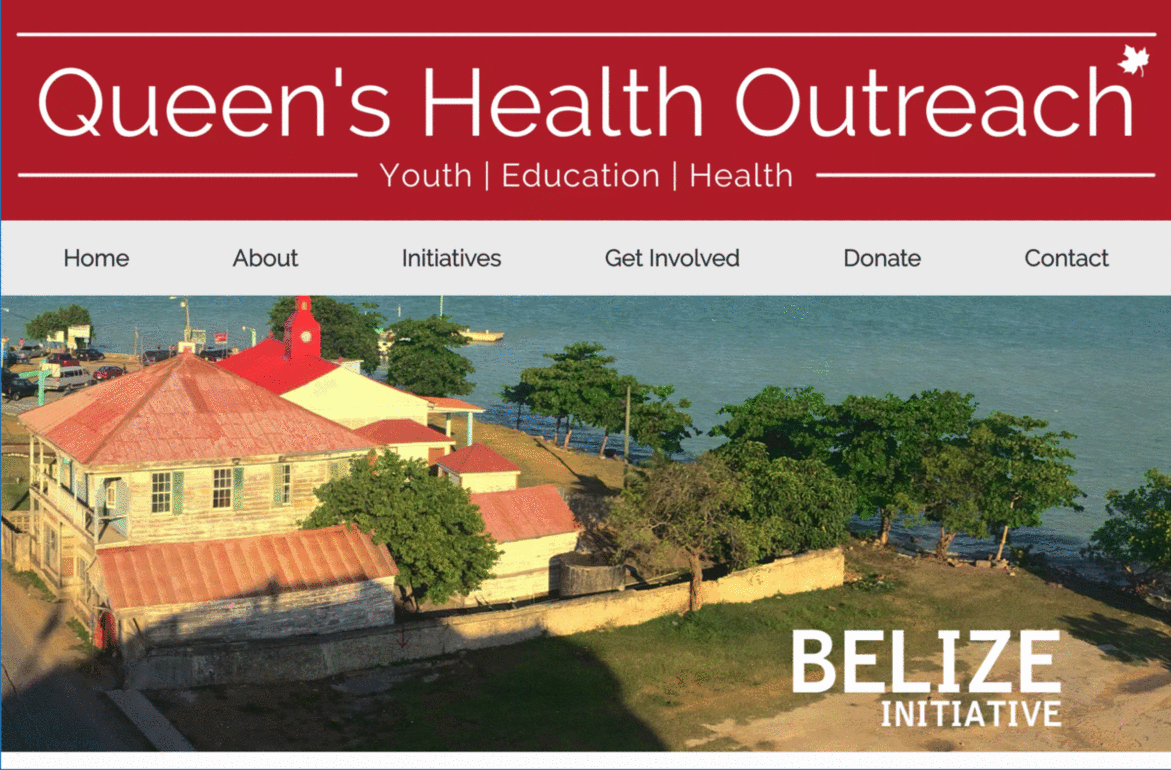 Queen's Health Outreach
Youth | Education | Health
Home About Initiatives Get Involved Donate Contact
BELIZE
INITIATIVE